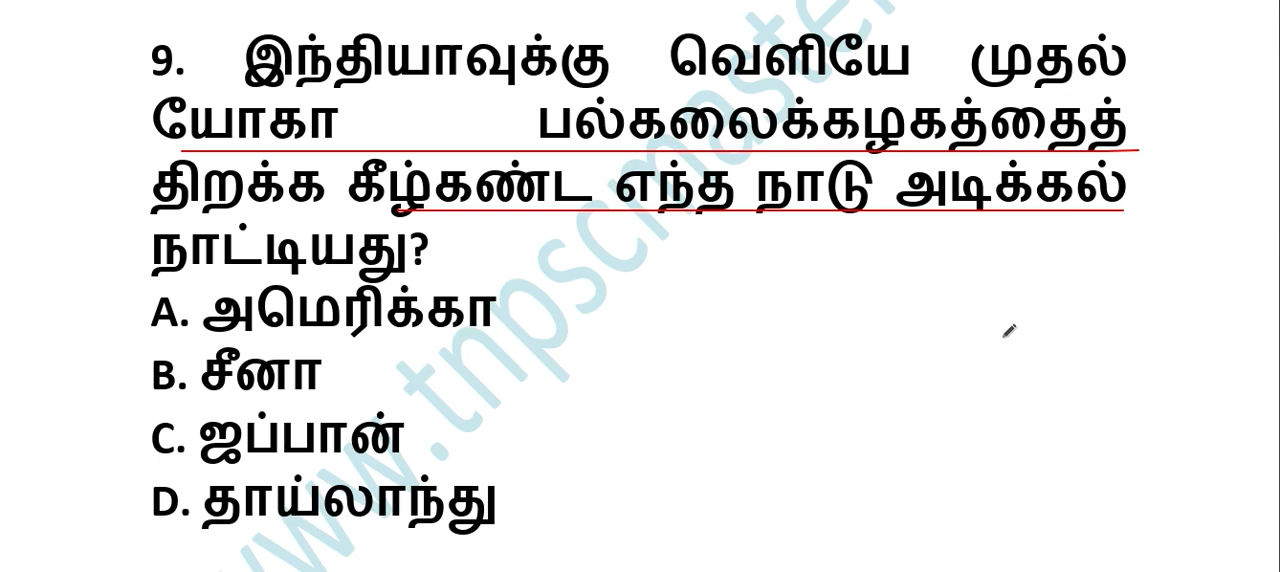 9. இந்தியாவுக்கு வெளியே முதல்
யோகா பல்கலைக்கழகத்தைத்
திறக்க கீழ்கண்ட எந்த நாடு அடிக்கல்
நாட்டியது?
A. அமெரிக்கா
B. சீனா
C. ஜப்பான்
D. தாய்லாந்து
www.tnpscmaster